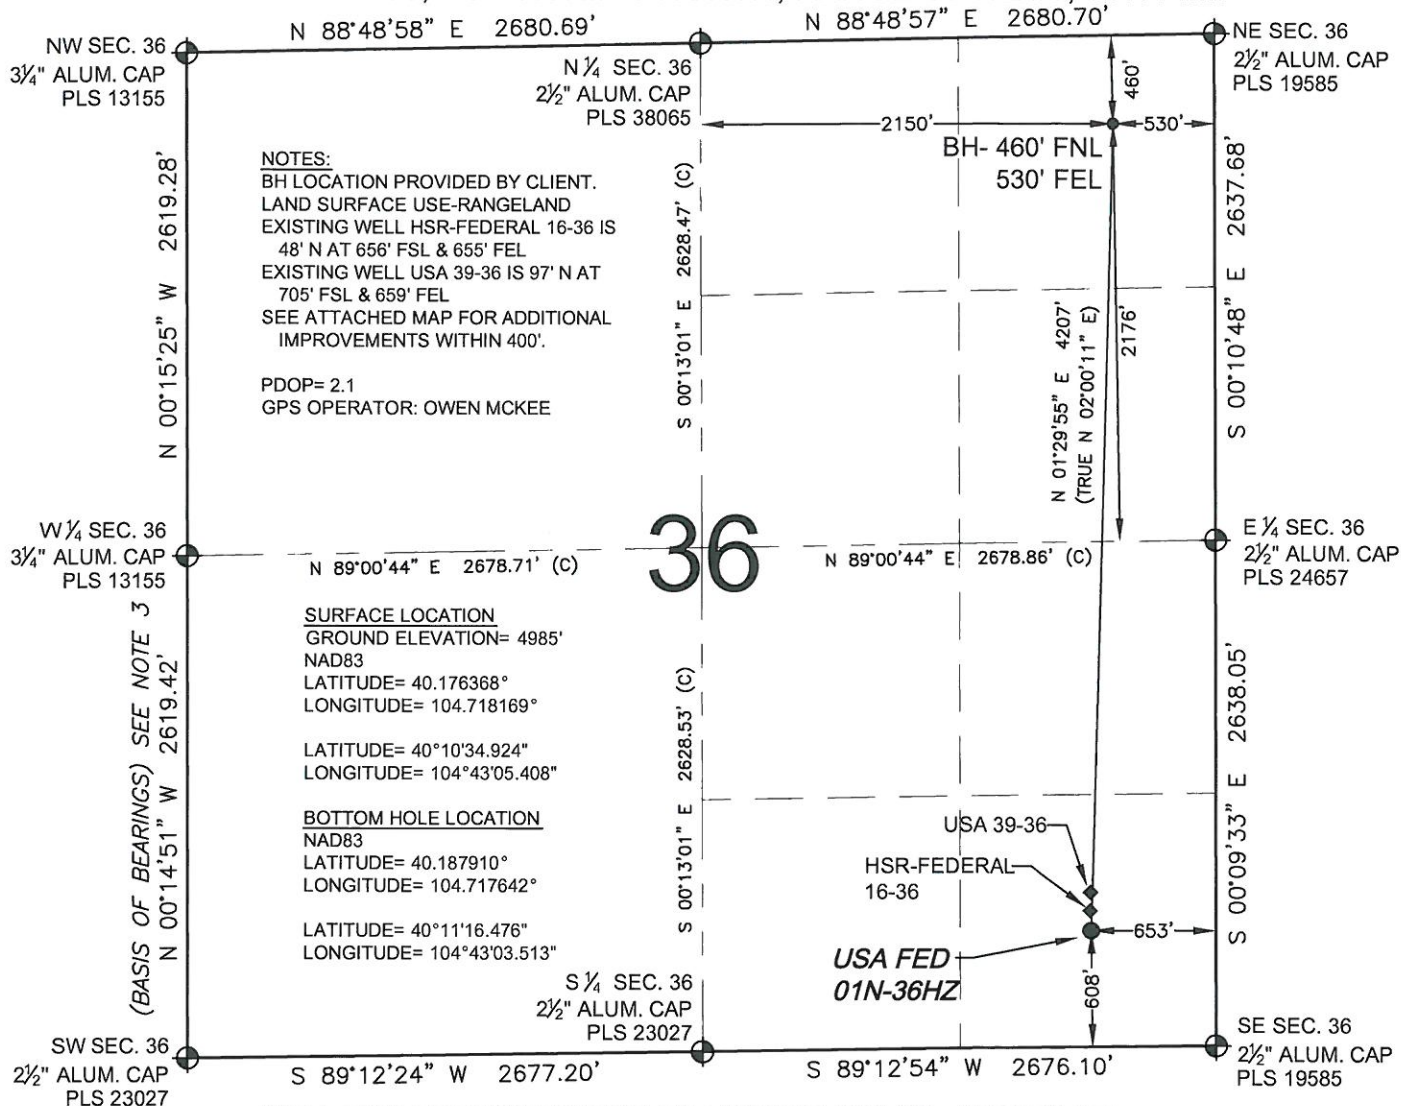 N 88°48'58" E 2680.69'
N 88°48'57" E 2680.70'
NW SEC. 36
3¼" ALUM. CAP
PLS 13155
N ¼ SEC. 36
2½" ALUM. CAP
PLS 38065
NE SEC. 36
2½" ALUM. CAP
PLS 19585
460'
2150'
530'
BH- 460' FNL
530' FEL
NOTES:
BH LOCATION PROVIDED BY CLIENT.
LAND SURFACE USE-RANGELAND
EXISTING WELL HSR-FEDERAL 16-36 IS
48' N AT 656' FSL & 655' FEL
EXISTING WELL USA 39-36 IS 97' N AT
705' FSL & 659' FEL
SEE ATTACHED MAP FOR ADDITIONAL
IMPROVEMENTS WITHIN 400'.
PDOP= 2.1
GPS OPERATOR: OWEN MCKEE
N 00°15'25" W 2619.28'
S 00°13'01" E 2628.47' (C)
N 01°29'55" E 4207'
(TRUE N 02°00'11" E)
2176'
S 00°10'48" E 2637.68'
W ¼ SEC. 36
3¼" ALUM. CAP
PLS 13155
36
N 89°00'44" E 2678.71' (C)
N 89°00'44" E 2678.86' (C)
E ¼ SEC. 36
2½" ALUM. CAP
PLS 24657
SURFACE LOCATION
GROUND ELEVATION= 4985'
NAD83
LATITUDE= 40.176368°
LONGITUDE= 104.718169°
LATITUDE= 40°10'34.924"
LONGITUDE= 104°43'05.408"
BOTTOM HOLE LOCATION
NAD83
LATITUDE= 40.187910°
LONGITUDE= 104.717642°
LATITUDE= 40°11'16.476"
LONGITUDE= 104°43'03.513"
(BASIS OF BEARINGS) SEE NOTE 3
N 00°14'51" W 2619.42'
S 00°13'01" E 2628.53' (C)
S 00°09'33" E 2638.05'
USA 39-36
HSR-FEDERAL
16-36
653'
USA FED
01N-36HZ
608'
S ¼ SEC. 36
2½" ALUM. CAP
PLS 23027
SW SEC. 36
2½" ALUM. CAP
PLS 23027
SE SEC. 36
2½" ALUM. CAP
PLS 19585
S 89°12'24" W 2677.20'
S 89°12'54" W 2676.10'